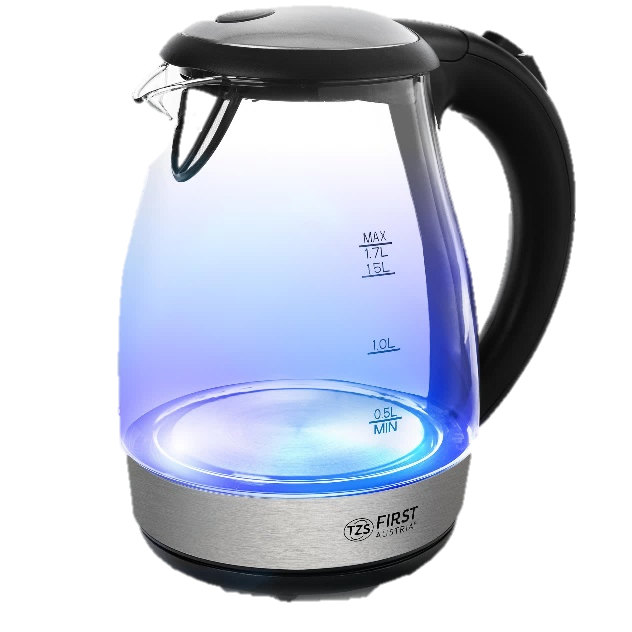 MAX
1.7L
1.5L
1.0L
0.5L
MIN
TZS FIRST
AUSTRIA